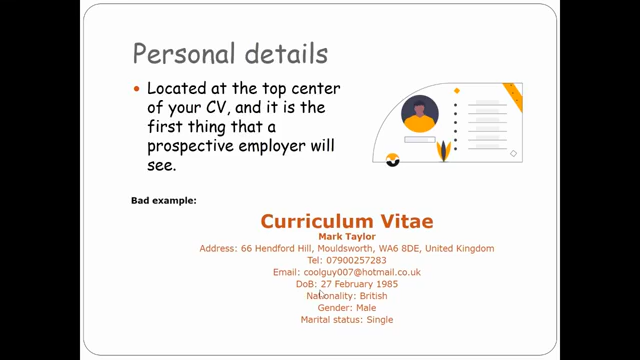 Personal details
Located at the top center
of your CV, and it is the
first thing that a
prospective employer will
see.
Bad example:
Curriculum Vitae
Mark Taylor
Address: 66 Hendford Hill, Mouldsworth, WA6 8DE, United Kingdom
Tel: 07900257283
Email: coolguy007@hotmail.co.uk
DoB: 27 February 1985
Nationality: British
Gender: Male
Marital status: Single